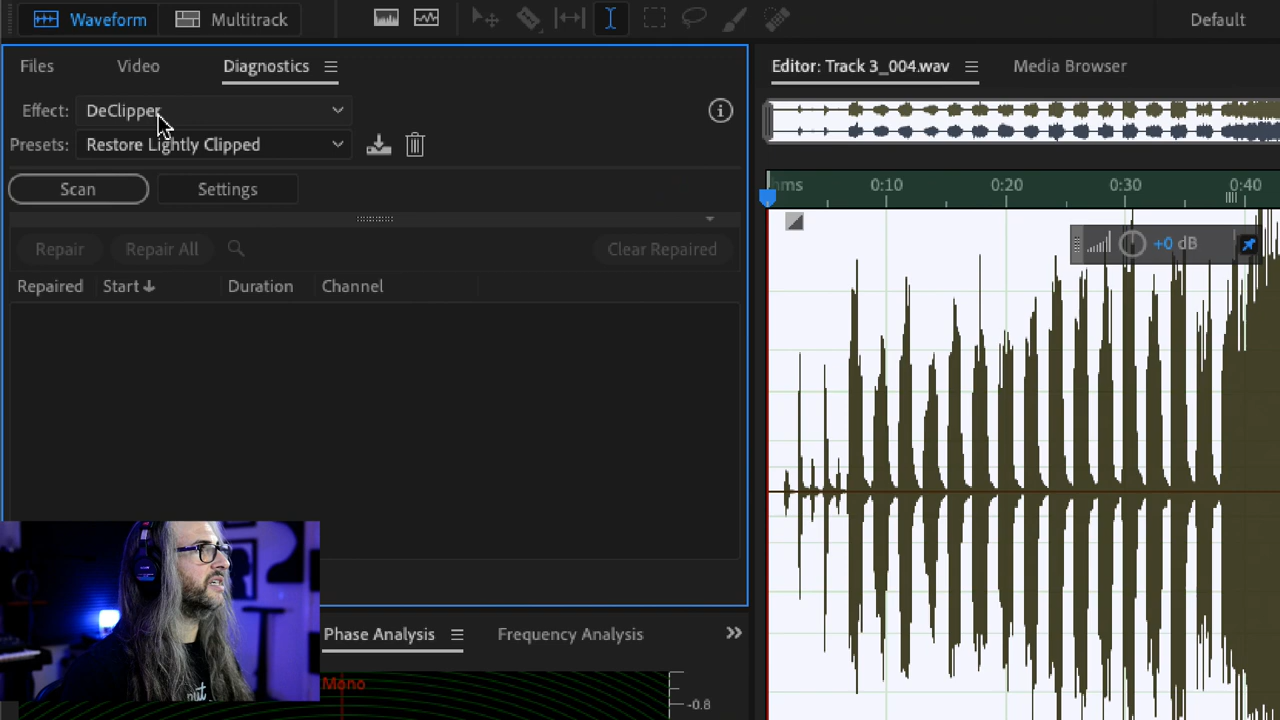 Waveform
Multitrack
Default
Files
Video
Diagnostics
Editor: Track 3_004.wav
Media Browser
Effect:
DeClipper
Presets:
Restore Lightly Clipped
Scan
Settings
hms
0:10
0:20
0:30
0:40
+0 dB
Repair
Repair All
Clear Repaired
Repaired
Start
Duration
Channel
Phase Analysis
Frequency Analysis
Mono
-0.8